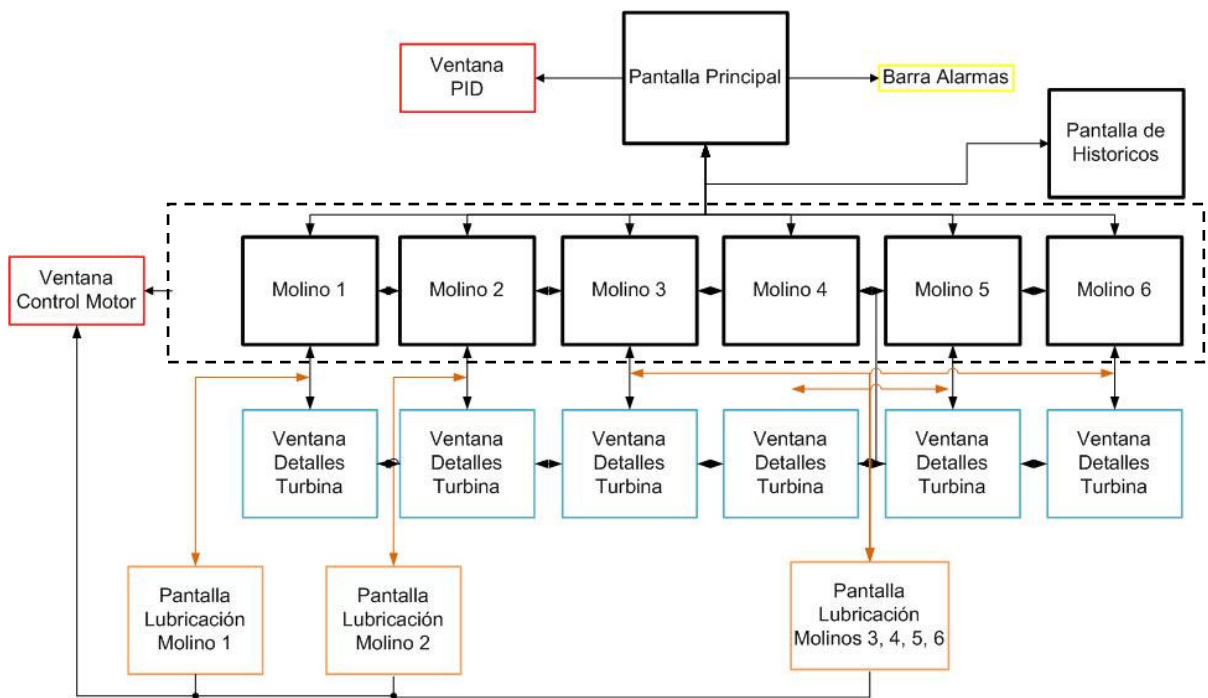 Ventana
PID
Pantalla Principal
Barra Alarmas
Pantalla de
Historicos
Ventana
Control Motor
Molino 1
Molino 2
Molino 3
Molino 4
Molino 5
Molino 6
Ventana
Detalles
Turbina
Ventana
Detalles
Turbina
Ventana
Detalles
Turbina
Ventana
Detalles
Turbina
Ventana
Detalles
Turbina
Ventana
Detalles
Turbina
Pantalla
Lubricación
Molino 1
Pantalla
Lubricación
Molino 2
Pantalla
Lubricación
Molinos 3, 4, 5, 6